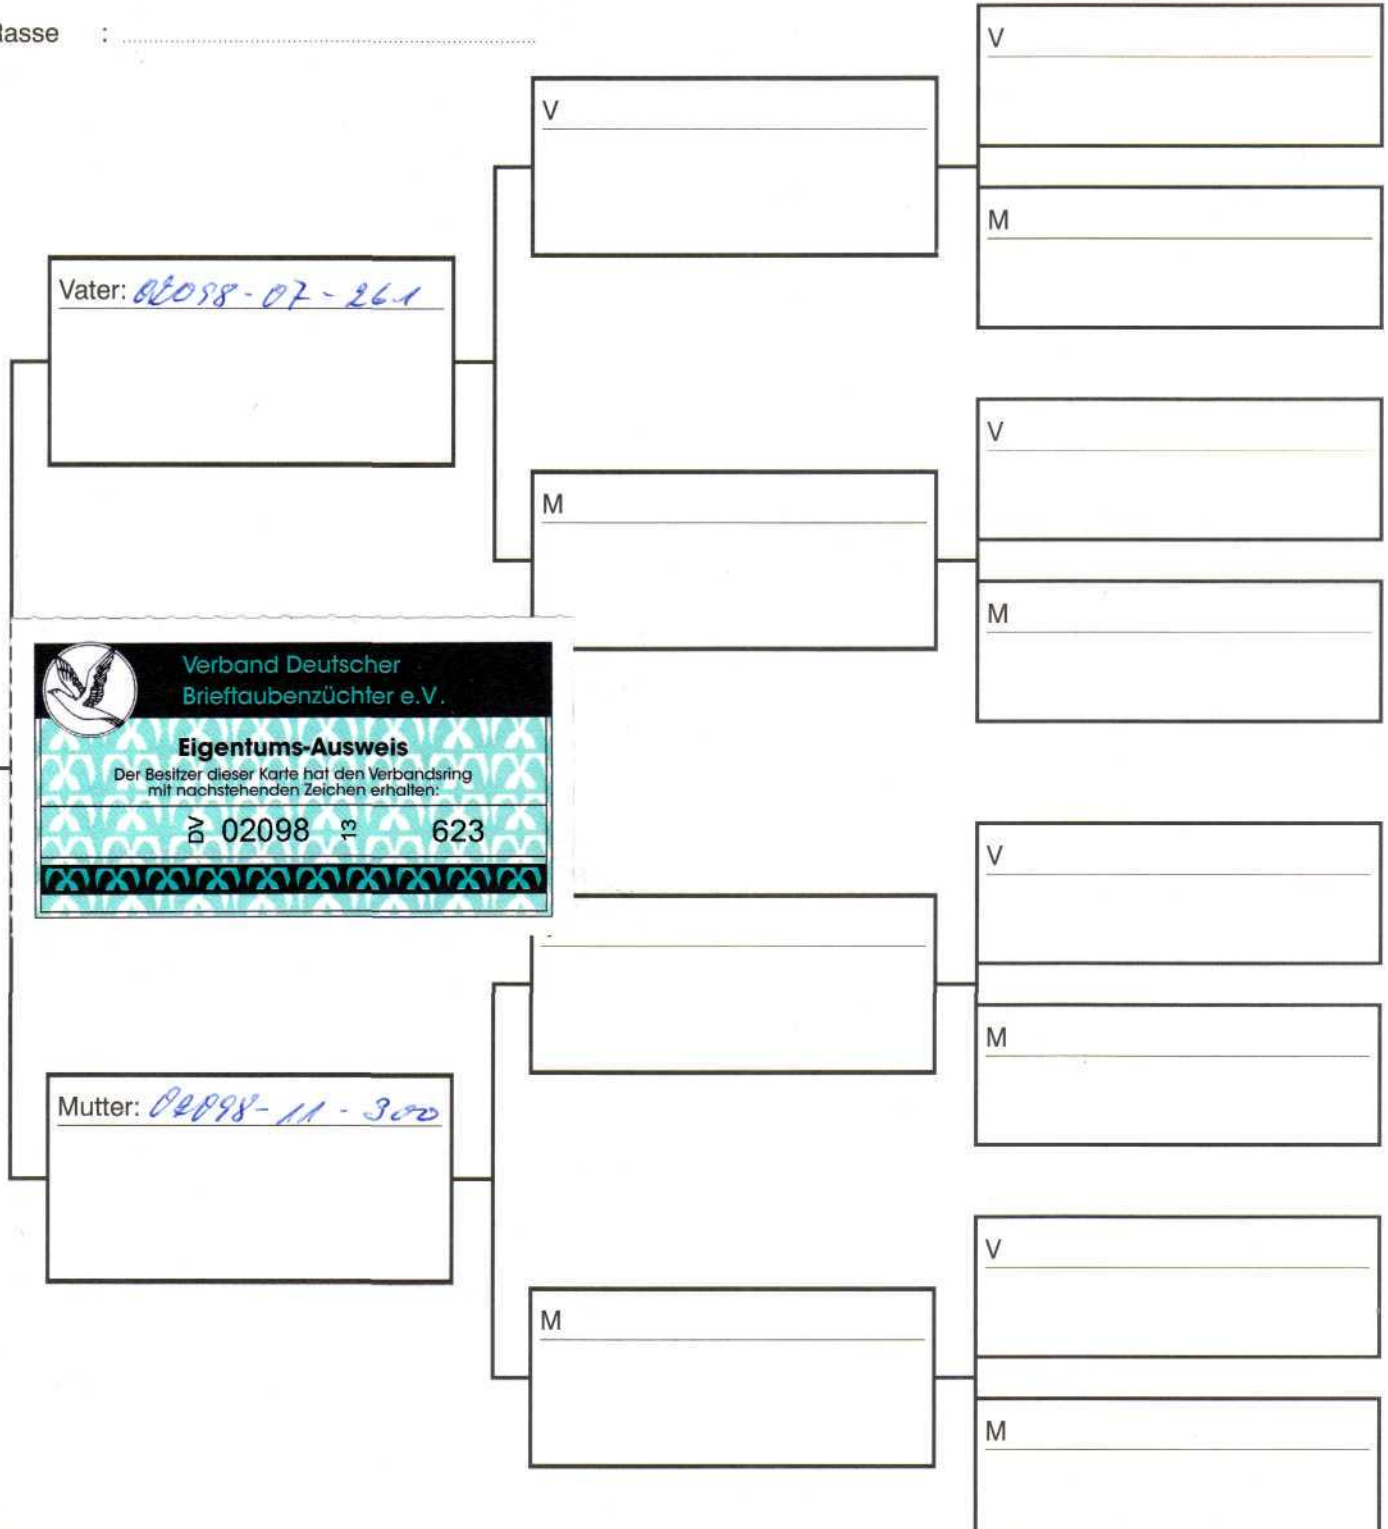 Rasse : 
V
M
V
Vater: 02098-07-261
V
M
M
Verband Deutscher
Brieftaubenzüchter e.V.
Eigentums-Ausweis
Der Besitzer dieser Karte hat den Verbandsring
mit nachstehenden Zeichen erhalten:
DV 02098 13 623
V
M
Mutter: 02098-11-300
V
M
M